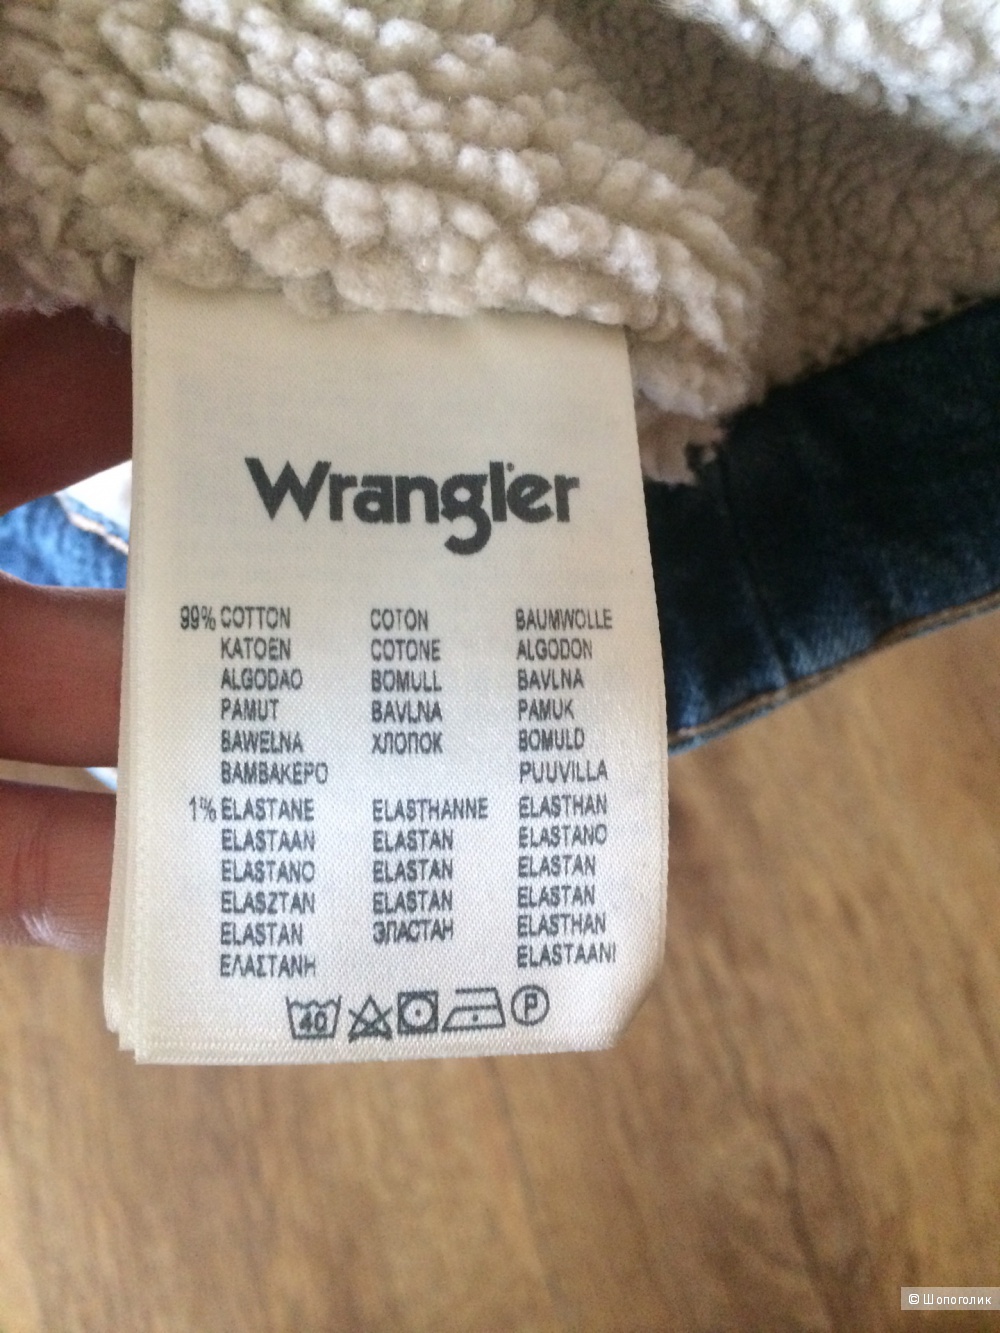 Wrangler
99% COTTON COTON BAUMWOLLE
KATOEN COTONE ALGODON
ALGODAO BOMULL BAVLNA
PAMUT BAVLNA PAMUK
BAWELNA ХЛОПОК BOMULD
BAMBAKEPO PUUVILLA
1% ELASTANE ELASTHANNE ELASTHAN
ELASTAAN ELASTAN ELASTANO
ELASTANO ELASTAN ELASTAN
ELASZTAN ELASTAN ELASTAN
ELASTAN ЭПАСТАН ELASTHAN
ΕΛΑΣΤΑΝΗ ELASTAANI
40 P
© Шопоголик